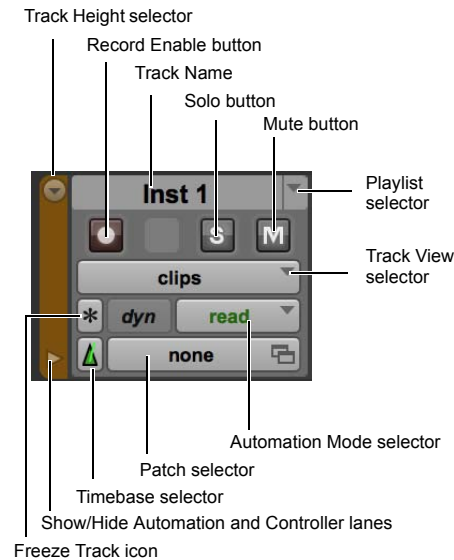 Track Height selector
Record Enable button
Track Name
Solo button
Mute button
Inst 1
Playlist
selector
S
M
clips
Track View
selector
dyn
read
none
Automation Mode selector
Patch selector
Timebase selector
Show/Hide Automation and Controller lanes
Freeze Track icon